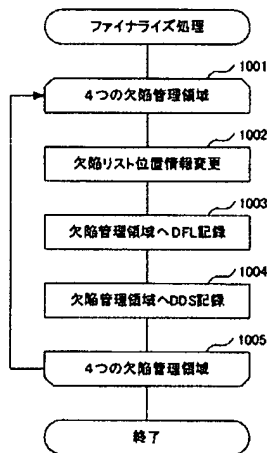 ファイナライズ処理
1001
4つの欠陥管理領域
1002
欠陥リスト位置情報変更
1003
欠陥管理領域へDFL記録
1004
欠陥管理領域へDDS記録
1005
4つの欠陥管理領域
終了